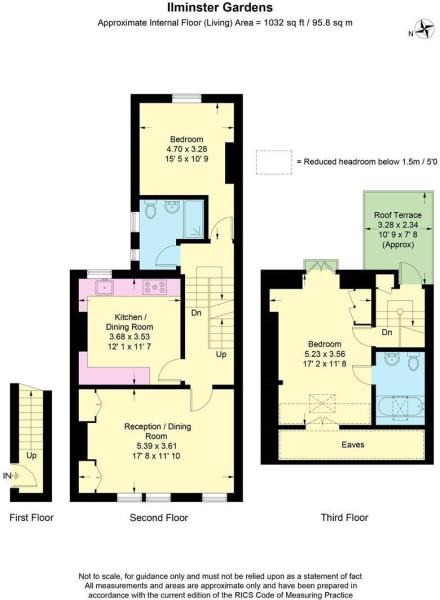 Ilminster Gardens
Approximate Internal Floor (Living) Area = 1032 sq ft / 95.8 sq m
N
Bedroom
4.70 x 3.28
15' 5 x 10' 9
= Reduced headroom below 1.5m / 5'0
Roof Terrace
3.28 x 2.34
10' 9 x 7' 8
(Approx)
Kitchen /
Dining Room
3.68 x 3.53
12' 1 x 11' 7
Dn
Up
Bedroom
5.23 x 3.56
17' 2 x 11' 8
Dn
Reception / Dining
Room
5.39 x 3.61
17' 8 x 11' 10
Eaves
Up
IN
First Floor
Second Floor
Third Floor
Not to scale, for guidance only and must not be relied upon as a statement of fact
All measurements and areas are approximate only and have been prepared in
accordance with the current edition of the RICS Code of Measuring Practice